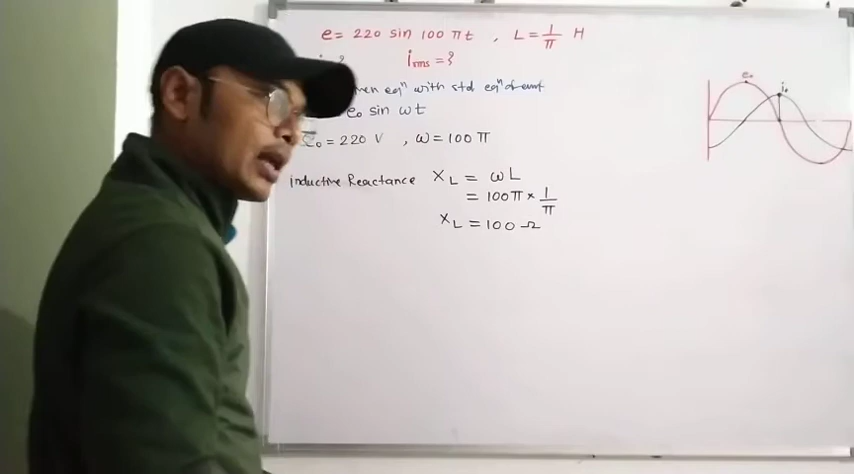 e = 220 sin 100 πt , L = 1/π H
i_rms = ?
eqⁿ with std eqⁿ of emf
e₀ sin ωt
e₀ = 220 V , ω = 100 π
inductive Reactance X_L = ωL
= 100π × 1/π
X_L = 100 Ω
e₀
i₀